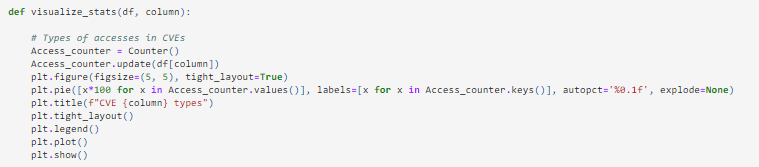 def visualize_stats(df, column):
# Types of accesses in CVEs
Access_counter = Counter()
Access_counter.update(df[column])
plt.figure(figsize=(5, 5), tight_layout=True)
plt.pie([x*100 for x in Access_counter.values()], labels=[x for x in Access_counter.keys()], autopct='%0.1f', explode=None)
plt.title(f"CVE {column} types")
plt.tight_layout()
plt.legend()
plt.plot()
plt.show()